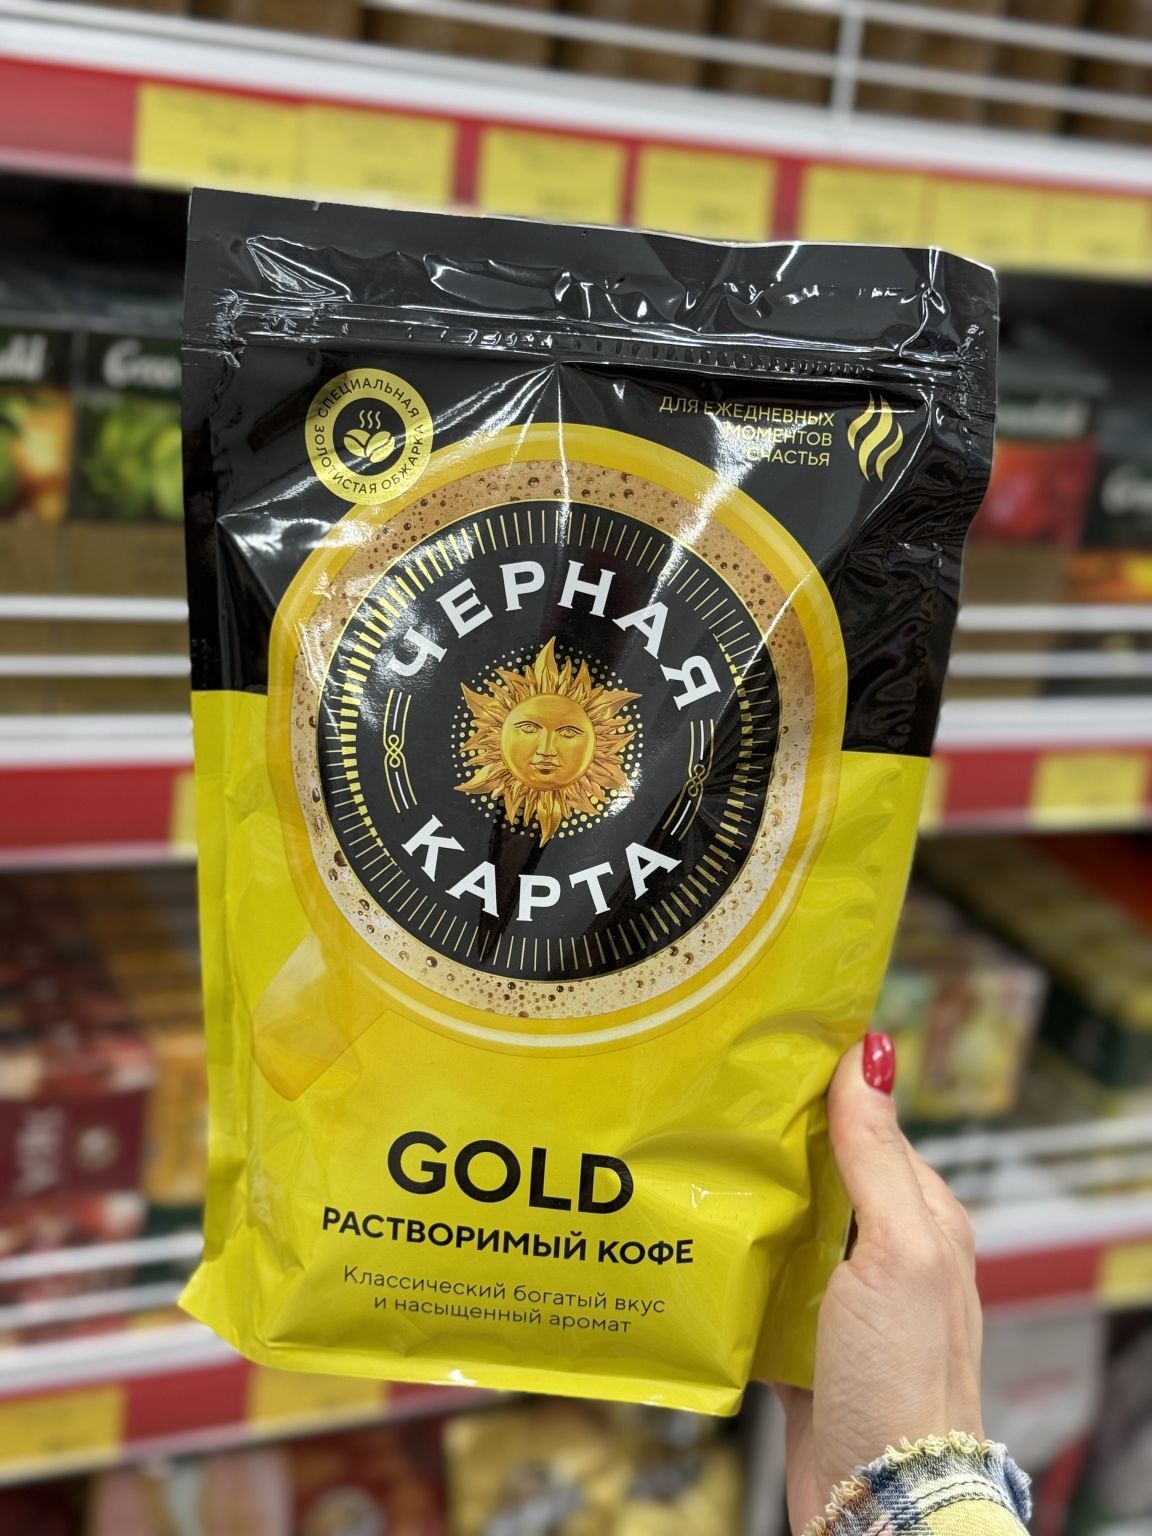 СПЕЦИАЛЬНАЯ
ЗОЛОТИСТАЯ ОБЖАРКА
ДЛЯ ЕЖЕДНЕВНЫХ
МОМЕНТОВ
СЧАСТЬЯ
ЧЕРНАЯ
КАРТА
GOLD
РАСТВОРИМЫЙ КОФЕ
Классический богатый вкус
и насыщенный аромат